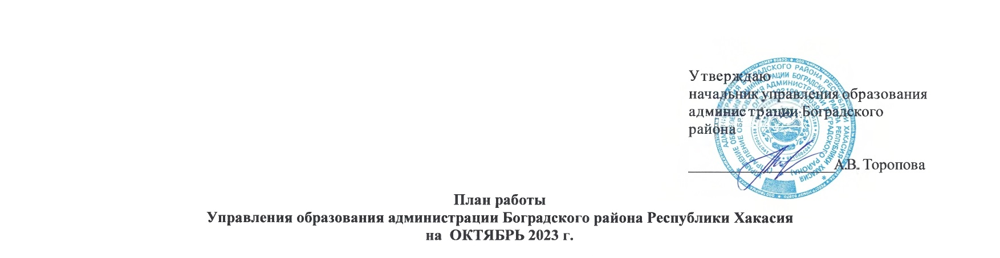 Утверждаю
начальник управления образования
администрации Боградского
района
А.В. Торопова
План работы
Управления образования администрации Боградского района Республики Хакасия
на ОКТЯБРЬ 2023 г.